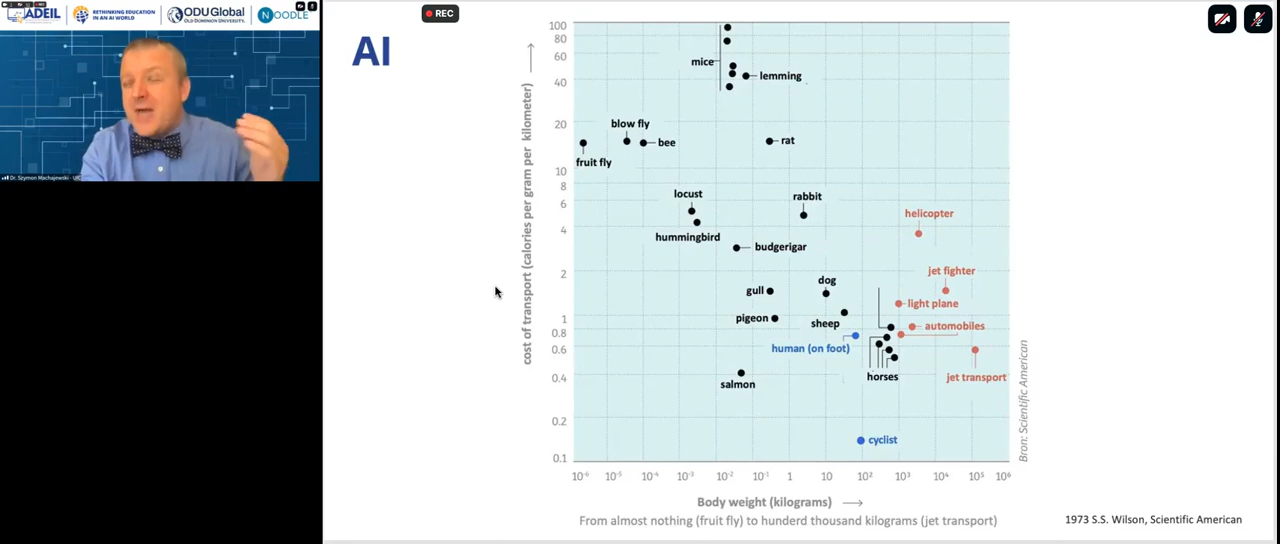 ADEIL
RETHINKING EDUCATION
IN AN AI WORLD
ODUGlobal
OLD DOMINION UNIVERSITY
NOODLE
Dr. Szymon Machajewski - UIC
REC
AI
cost of transport (calories per gram per kilometer)
100
80
60
40
20
10
8
6
4
2
1
0.8
0.6
0.4
0.2
0.1
mice
lemming
blow fly
bee
rat
fruit fly
locust
rabbit
hummingbird
helicopter
budgerigar
dog
jet fighter
gull
light plane
pigeon
sheep
automobiles
human (on foot)
horses
jet transport
salmon
cyclist
10⁻⁶ 10⁻⁵ 10⁻⁴ 10⁻³ 10⁻² 10⁻¹ 1 10 10² 10³ 10⁴ 10⁵ 10⁶
Body weight (kilograms)
From almost nothing (fruit fly) to hunderd thousand kilograms (jet transport)
Bron: Scientific American
1973 S.S. Wilson, Scientific American